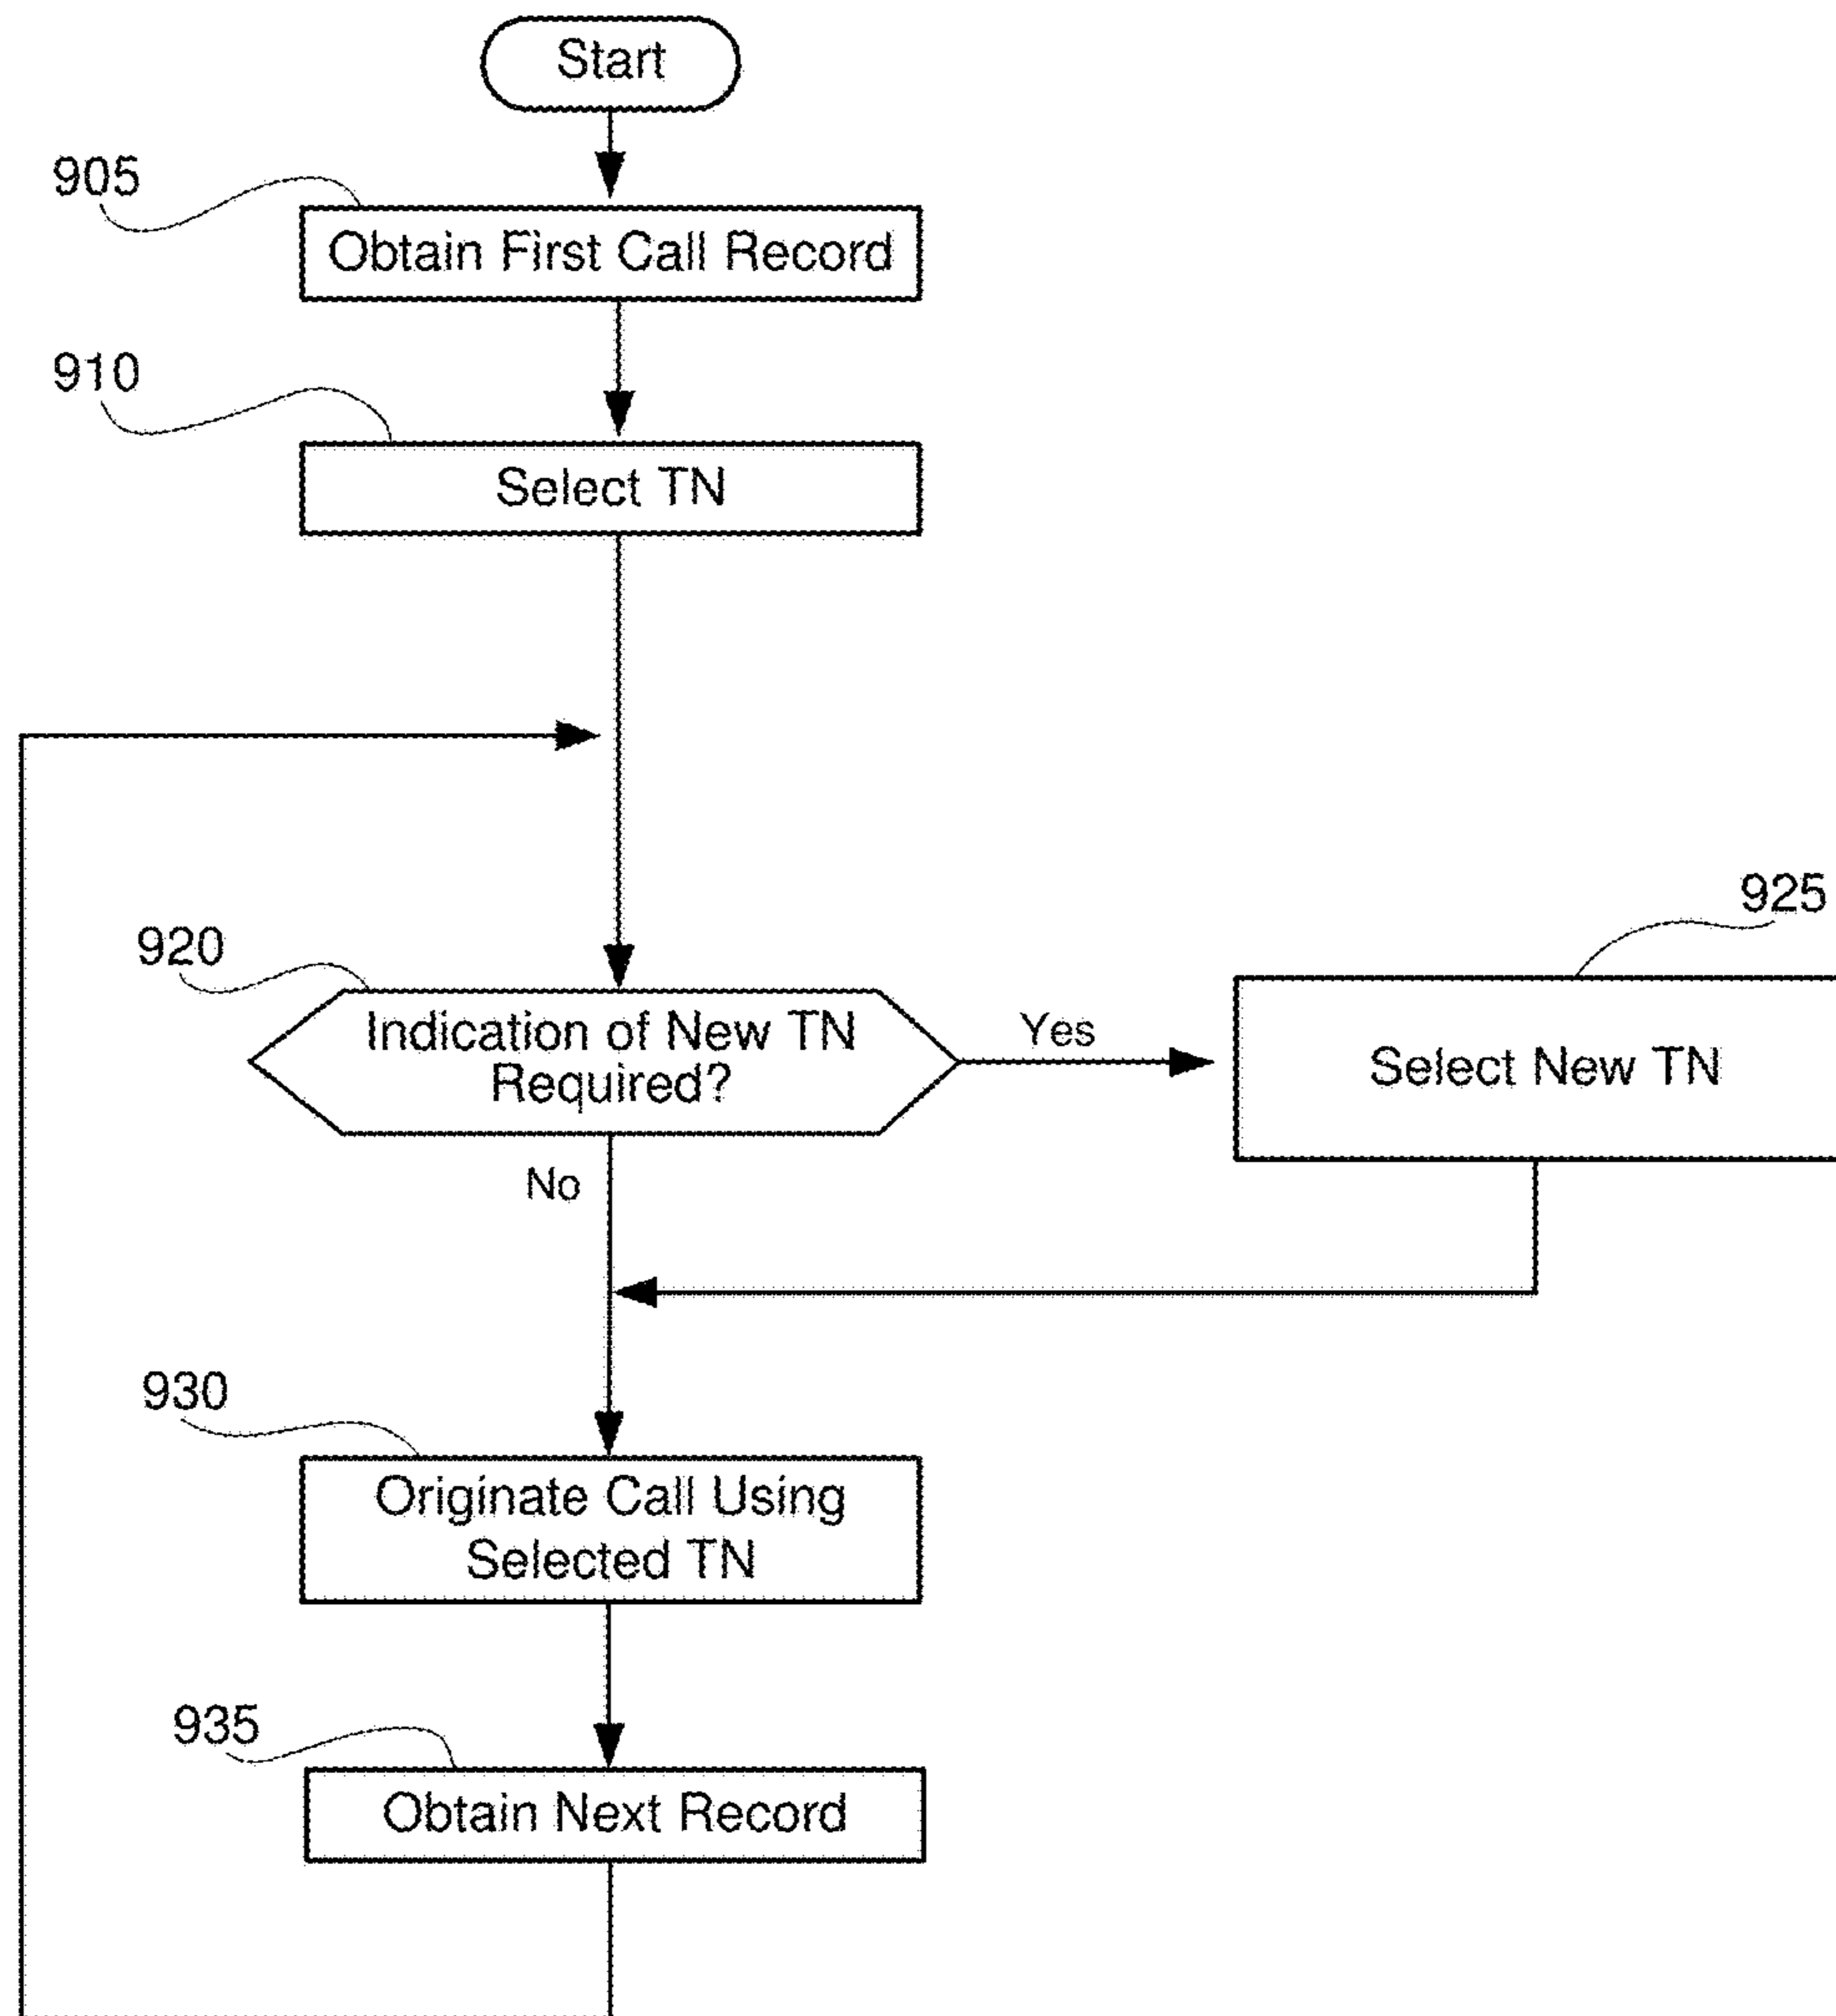 Start
905
Obtain First Call Record
910
Select TN
925
920
Indication of New TN
Required?
Yes
Select New TN
No
930
Originate Call Using
Selected TN
935
Obtain Next Record